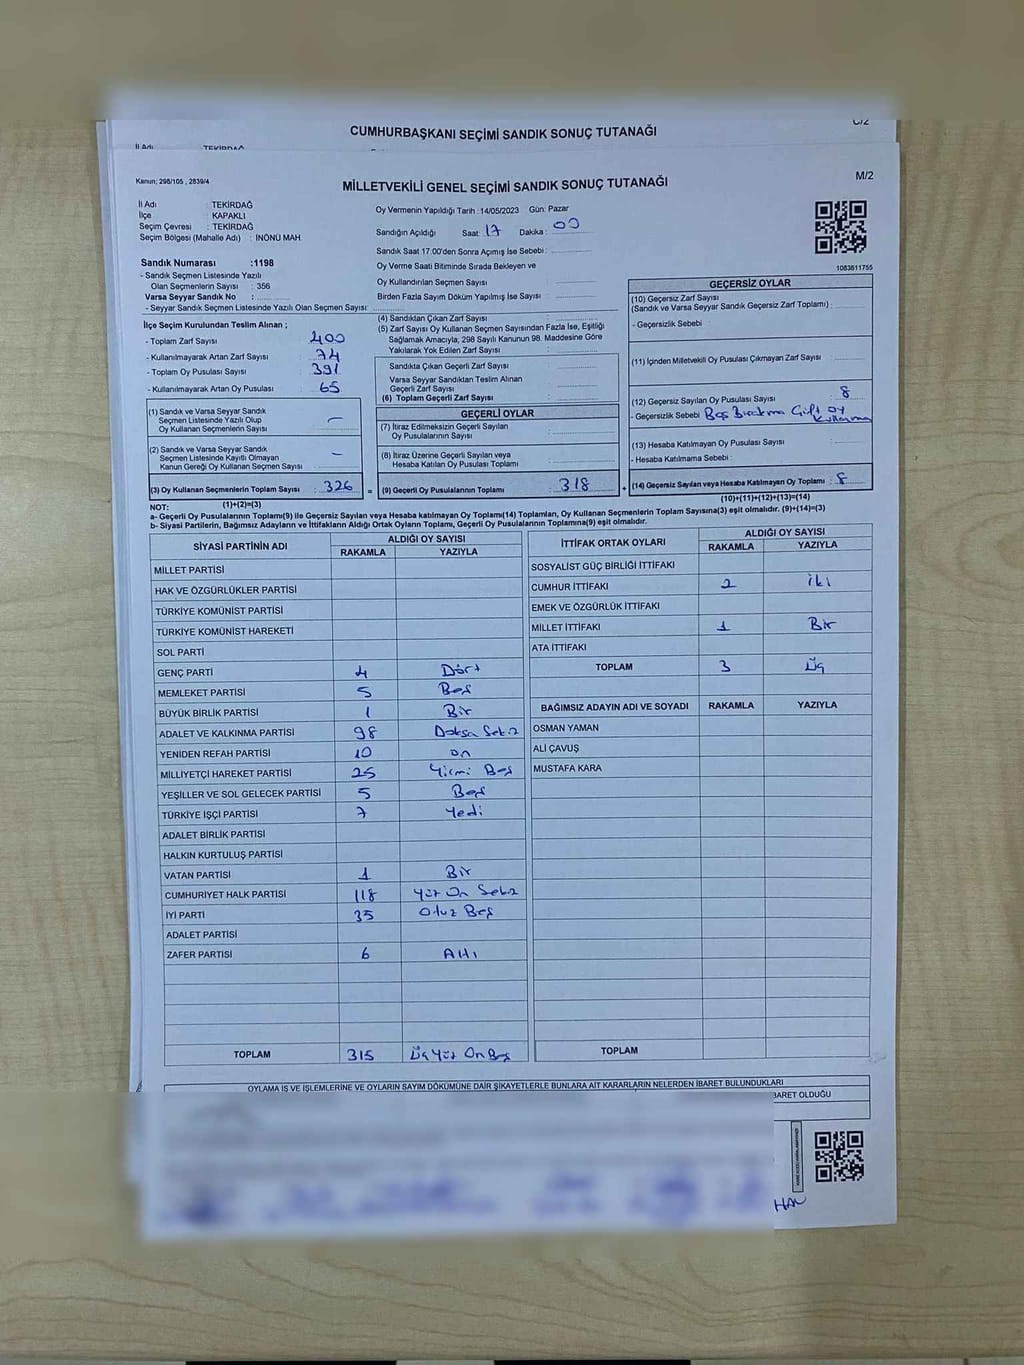 CUMHURBAŞKANI SEÇİMİ SANDIK SONUÇ TUTANAĞI
C/2
İl Adı TEKİRDAĞ
Kanun; 298/105 , 2839/4
MİLLETVEKİLİ GENEL SEÇİMİ SANDIK SONUÇ TUTANAĞI
M/2
İl Adı : TEKİRDAĞ
İlçe : KAPAKLI
Seçim Çevresi : TEKİRDAĞ
Seçim Bölgesi (Mahalle Adı) : İNÖNÜ MAH.
Sandık Numarası :1198
- Sandık Seçmen Listesinde Yazılı
Olan Seçmenlerin Sayısı : 356
Varsa Seyyar Sandık No :
- Seyyar Sandık Seçmen Listesinde Yazılı Olan Seçmen Sayısı:
Oy Vermenin Yapıldığı Tarih :14/05/2023 Gün: Pazar
Sandığın Açıldığı Saat: 17 Dakika : 00
Sandık Saat 17:00'den Sonra Açımış İse Sebebi :
Oy Verme Saati Bitiminde Sırada Bekleyen ve
Oy Kullandırılan Seçmen Sayısı :
Birden Fazla Sayım Döküm Yapılmış İse Sayısı :
1083611755
İlçe Seçim Kurulundan Teslim Alınan ;
- Toplam Zarf Sayısı : 400
- Kullanılmayarak Artan Zarf Sayısı : 74
- Toplam Oy Pusulası Sayısı : 391
- Kullanılmayarak Artan Oy Pusulası : 65
(4) Sandıktan Çıkan Zarf Sayısı :
(5) Zarf Sayısı Oy Kullanan Seçmen Sayısından Fazla İse, Eşitliği
Sağlamak Amacıyla; 298 Sayılı Kanunun 98. Maddesine Göre
Yakılarak Yok Edilen Zarf Sayısı :
Sandıkta Çıkan Geçerli Zarf Sayısı :
Varsa Seyyar Sandıktan Teslim Alınan
Geçerli Zarf Sayısı :
(6) Toplam Geçerli Zarf Sayısı :
GEÇERSİZ OYLAR
(10) Geçersiz Zarf Sayısı
(Sandık ve Varsa Seyyar Sandık Geçersiz Zarf Toplamı) :
- Geçersizlik Sebebi
(11) İçinden Milletvekili Oy Pusulası Çıkmayan Zarf Sayısı :
(12) Geçersiz Sayılan Oy Pusulası Sayısı : 8
- Geçersizlik Sebebi Boş Bırakma Çift oy kullanma
(13) Hesaba Katılmayan Oy Pusulası Sayısı :
- Hesaba Katılmama Sebebi :
(14) Geçersiz Sayılan veya Hesaba Katılmayan Oy Toplamı : 8
(10)+(11)+(12)+(13)=(14)
(1) Sandık ve Varsa Seyyar Sandık
Seçmen Listesinde Yazılı Olup
Oy Kullanan Seçmenlerin Sayısı : -
(2) Sandık ve Varsa Seyyar Sandık
Seçmen Listesinde Kayıtlı Olmayan
Kanun Gereği Oy Kullanan Seçmen Sayısı : -
(3) Oy Kullanan Seçmenlerin Toplam Sayısı : 326
(1)+(2)=(3)
=
GEÇERLİ OYLAR
(7) İtiraz Edilmeksizin Geçerli Sayılan
Oy Pusulalarının Sayısı :
(8) İtiraz Üzerine Geçerli Sayılan veya
Hesaba Katılan Oy Pusulası Toplamı :
(9) Geçerli Oy Pusulalarının Toplamı : 318
+
NOT:
a- Geçerli Oy Pusulalarının Toplamı(9) ile Geçersiz Sayılan veya Hesaba katılmayan Oy Toplamı(14) Toplamları, Oy Kullanan Seçmenlerin Toplam Sayısına(3) eşit olmalıdır. (9)+(14)=(3)
b- Siyasi Partilerin, Bağımsız Adayların ve İttifakların Aldığı Ortak Oyların Toplamı, Geçerli Oy Pusulalarının Toplamına(9) eşit olmalıdır.
SİYASİ PARTİNİN ADI ALDIĞI OY SAYISI
RAKAMLA YAZIYLA
MİLLET PARTİSİ
HAK VE ÖZGÜRLÜKLER PARTİSİ
TÜRKİYE KOMÜNİST PARTİSİ
TÜRKİYE KOMÜNİST HAREKETİ
SOL PARTİ
GENÇ PARTİ 4 Dört
MEMLEKET PARTİSİ 5 Beş
BÜYÜK BİRLİK PARTİSİ 1 Bir
ADALET VE KALKINMA PARTİSİ 98 Doksan Sekiz
YENİDEN REFAH PARTİSİ 10 On
MİLLİYETÇİ HAREKET PARTİSİ 25 Yirmi Beş
YEŞİLLER VE SOL GELECEK PARTİSİ 5 Beş
TÜRKİYE İŞÇİ PARTİSİ 7 Yedi
ADALET BİRLİK PARTİSİ
HALKIN KURTULUŞ PARTİSİ
VATAN PARTİSİ 1 Bir
CUMHURİYET HALK PARTİSİ 118 Yüz On Sekiz
İYİ PARTİ 35 Otuz Beş
ADALET PARTİSİ
ZAFER PARTİSİ 6 Altı
TOPLAM 315 Üç Yüz On Beş
İTTİFAK ORTAK OYLARI ALDIĞI OY SAYISI
RAKAMLA YAZIYLA
SOSYALİST GÜÇ BİRLİĞİ İTTİFAKI
CUMHUR İTTİFAKI 2 iki
EMEK VE ÖZGÜRLÜK İTTİFAKI
MİLLET İTTİFAKI 1 Bir
ATA İTTİFAKI
TOPLAM 3 Üç
BAĞIMSIZ ADAYIN ADI VE SOYADI RAKAMLA YAZIYLA
OSMAN YAMAN
ALİ ÇAVUŞ
MUSTAFA KARA
TOPLAM
OYLAMA İŞ VE İŞLEMLERİNE VE OYLARIN SAYIM DÖKÜMÜNE DAİR ŞİKAYETLERLE BUNLARA AİT KARARLARIN NELERDEN İBARET BULUNDUKLARI
BARET OLDUĞU